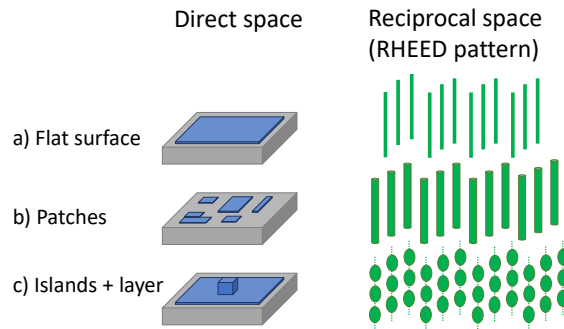 Direct space
Reciprocal space
(RHEED pattern)
a) Flat surface
b) Patches
c) Islands + layer